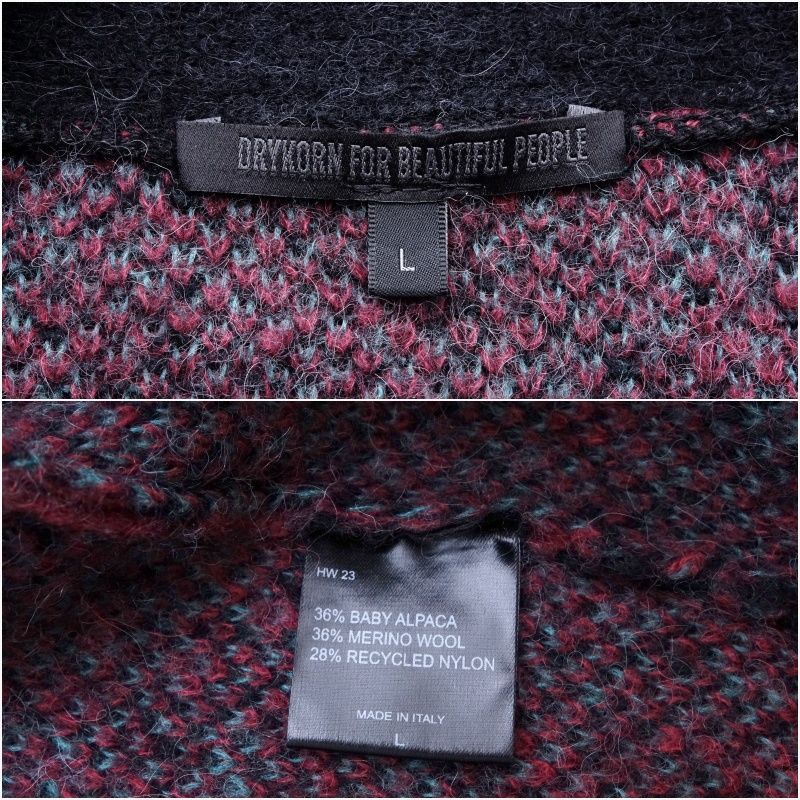 DRYKORN FOR BEAUTIFUL PEOPLE
L
HW 23
36% BABY ALPACA
36% MERINO WOOL
28% RECYCLED NYLON
MADE IN ITALY
L